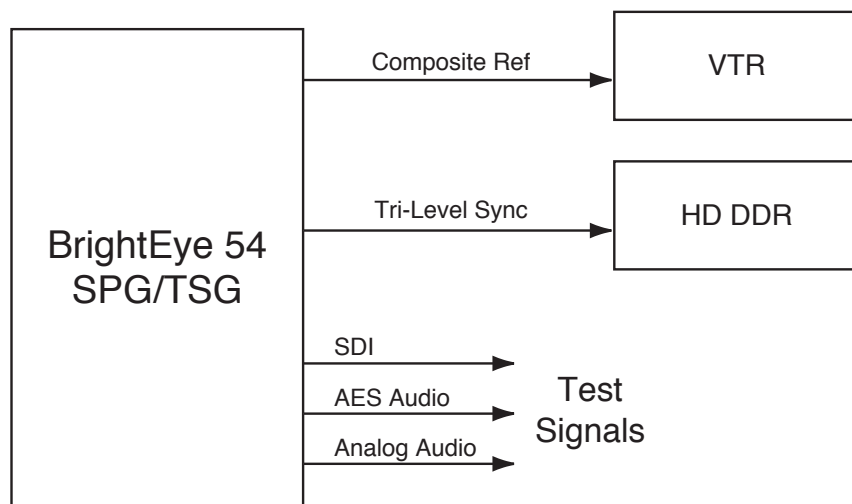 Composite Ref
VTR
Tri-Level Sync
HD DDR
BrightEye 54
SPG/TSG
SDI
AES Audio
Analog Audio
Test
Signals